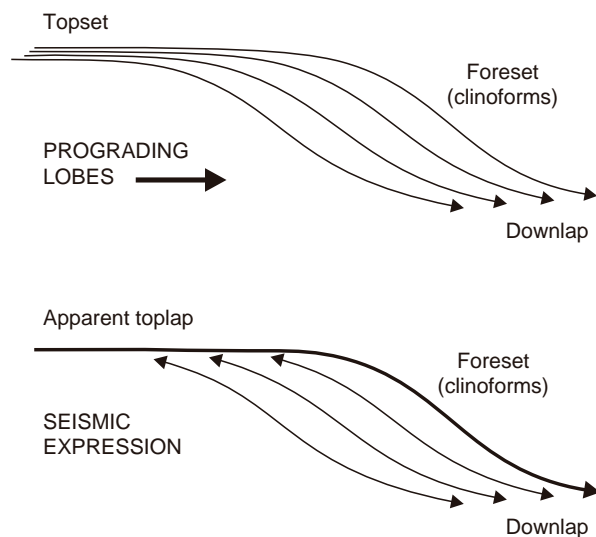 Topset
Foreset
(clinoforms)
PROGRADING
LOBES
Downlap
Apparent toplap
Foreset
(clinoforms)
SEISMIC
EXPRESSION
Downlap